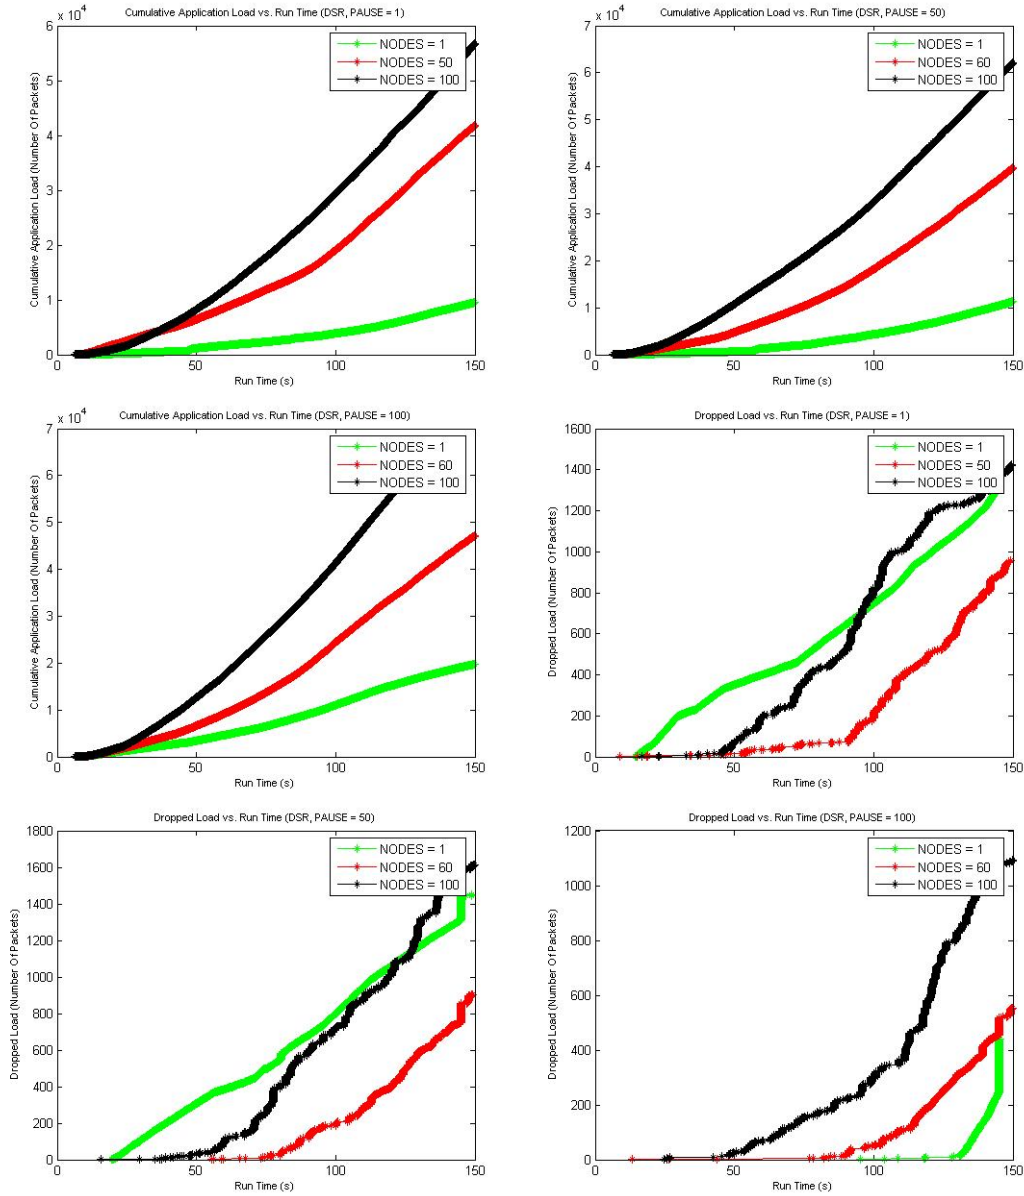 Cumulative Application Load vs. Run Time (DSR, PAUSE = 1)
x 10^4
6
5
4
3
2
1
0
Cumulative Application Load (Number Of Packets)
NODES = 1
NODES = 50
NODES = 100
0
50
100
150
Run Time (s)
Cumulative Application Load vs. Run Time (DSR, PAUSE = 50)
x 10^4
7
6
5
4
3
2
1
0
Cumulative Application Load (Number Of Packets)
NODES = 1
NODES = 60
NODES = 100
0
50
100
150
Run Time (s)
Cumulative Application Load vs. Run Time (DSR, PAUSE = 100)
x 10^4
7
6
5
4
3
2
1
0
Cumulative Application Load (Number Of Packets)
NODES = 1
NODES = 60
NODES = 100
0
50
100
150
Run Time (s)
Dropped Load vs. Run Time (DSR, PAUSE = 1)
1600
1400
1200
1000
800
600
400
200
0
Dropped Load (Number Of Packets)
NODES = 1
NODES = 50
NODES = 100
0
50
100
150
Run Time (s)
Dropped Load vs. Run Time (DSR, PAUSE = 50)
1800
1600
1400
1200
1000
800
600
400
200
0
Dropped Load (Number Of Packets)
NODES = 1
NODES = 60
NODES = 100
0
50
100
150
Run Time (s)
Dropped Load vs. Run Time (DSR, PAUSE = 100)
1200
1000
800
600
400
200
0
Dropped Load (Number Of Packets)
NODES = 1
NODES = 60
NODES = 100
0
50
100
150
Run Time (s)